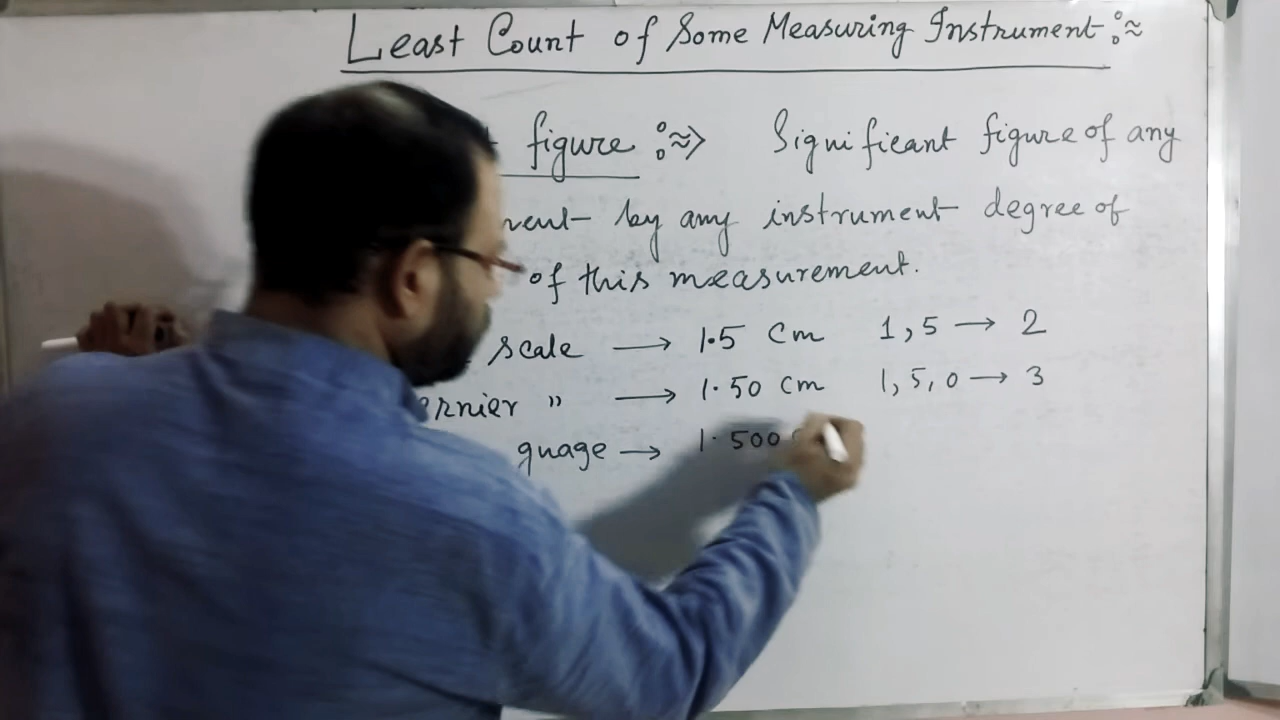 Least Count of Some Measuring Instrument :≈
figure :≈> Significant figure of any
by any instrument degree of
of this measurement.
scale → 1.5 Cm 1, 5 → 2
" → 1.50 Cm 1, 5, 0 → 3
guage → 1.500